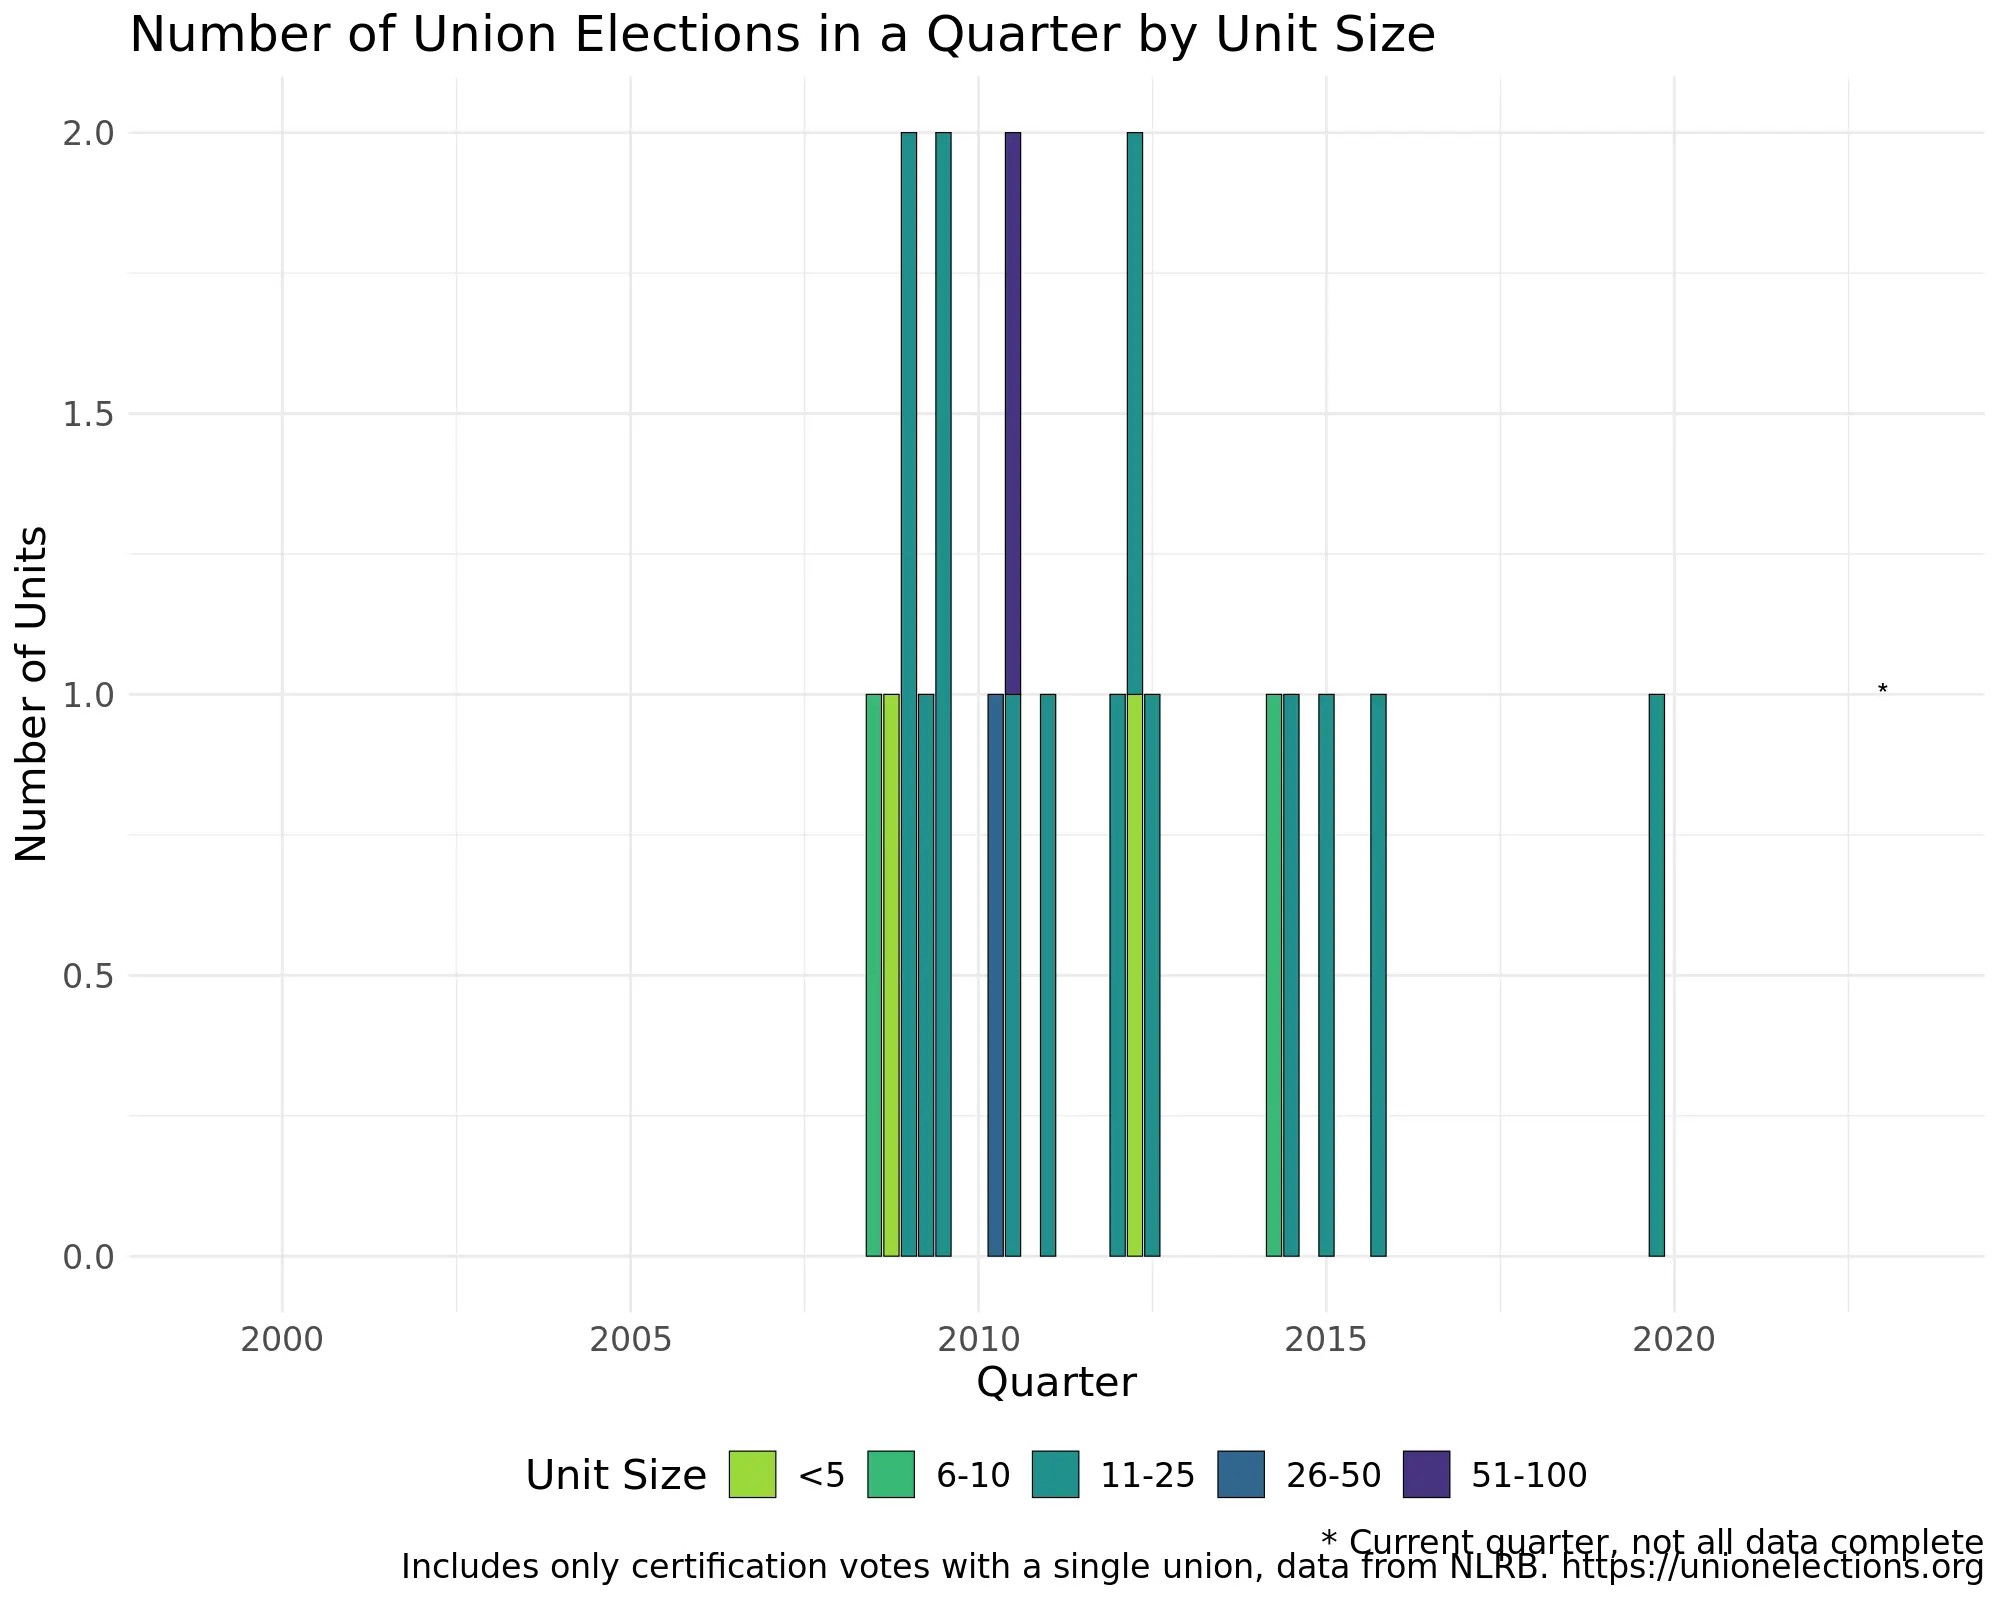 Number of Union Elections in a Quarter by Unit Size
2.0
1.5
1.0
0.5
0.0
Number of Units
*
2000 2005 2010 2015 2020
Quarter
Unit Size <5 6-10 11-25 26-50 51-100
* Current quarter, not all data complete
Includes only certification votes with a single union, data from NLRB. https://unionelections.org